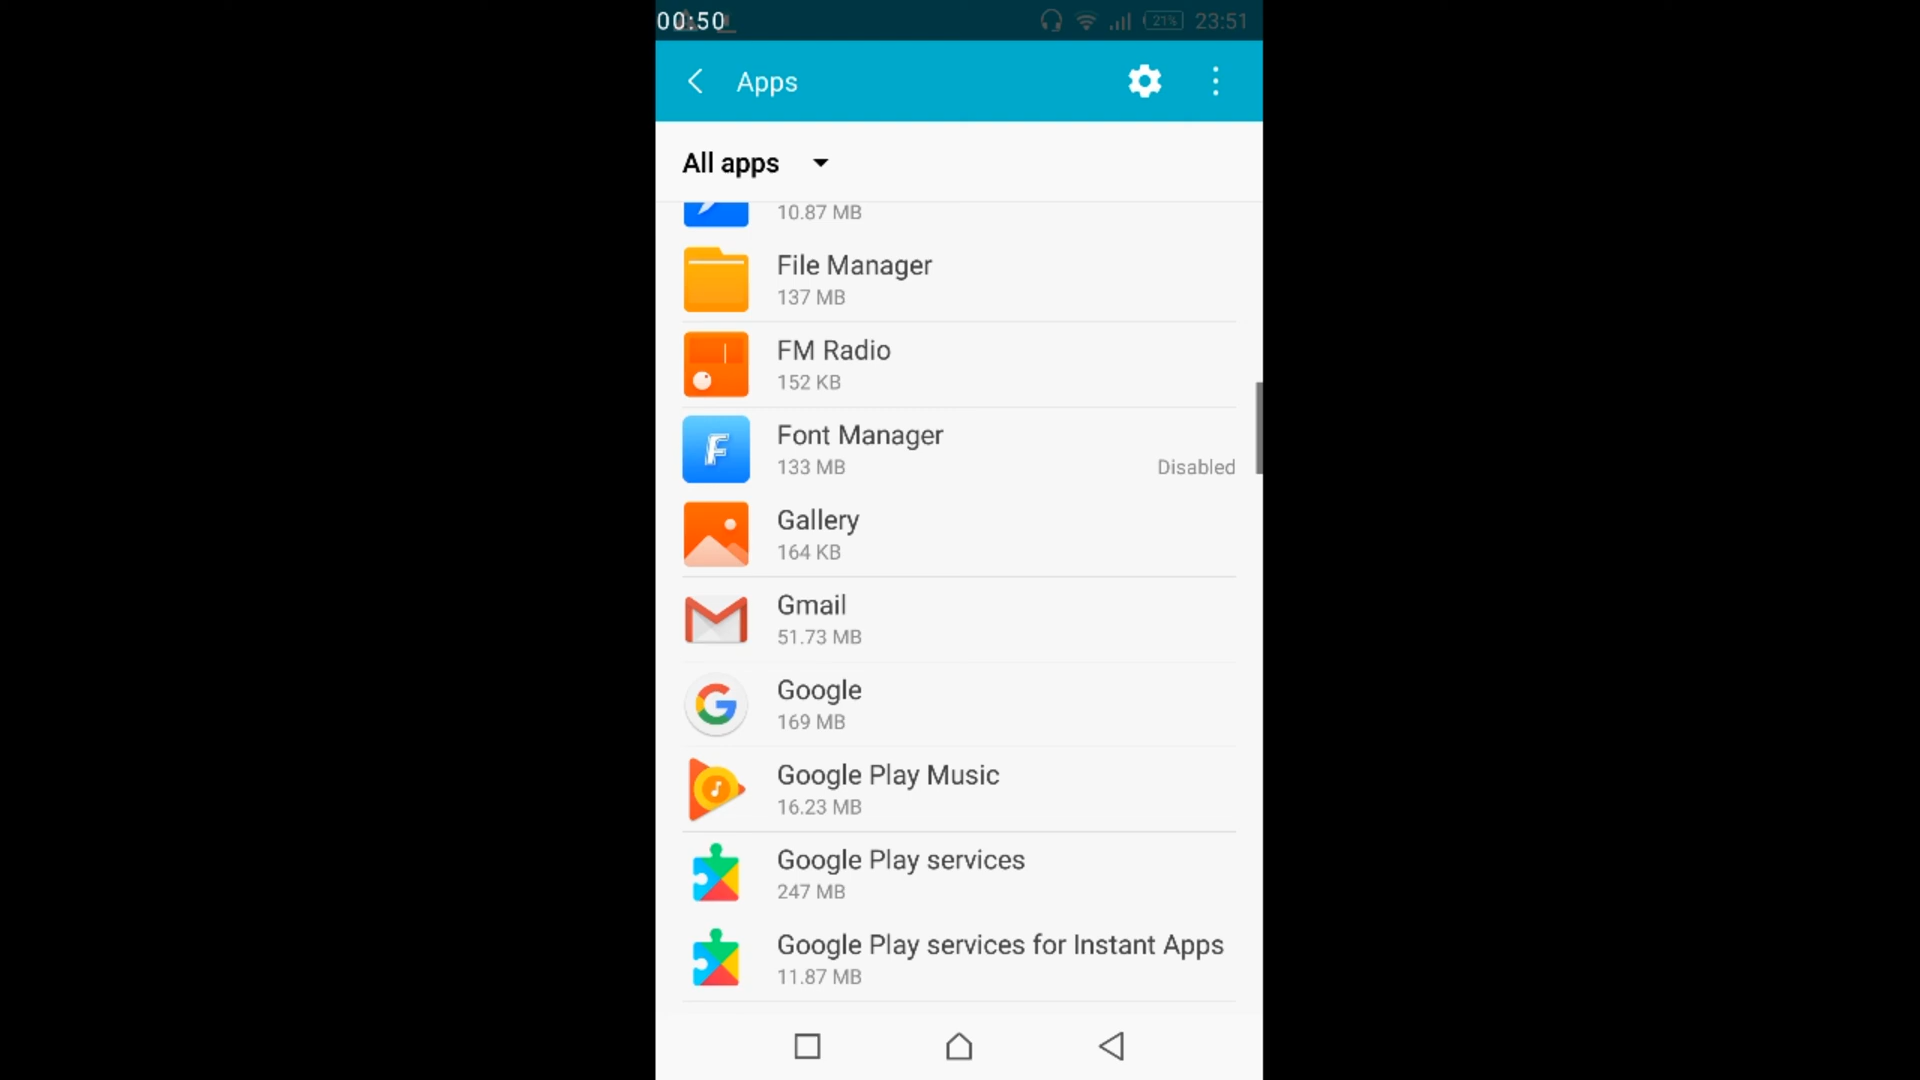 00:50 21% 23:51
Apps
All apps
10.87 MB
File Manager
137 MB
FM Radio
152 KB
Font Manager
133 MB
Disabled
Gallery
164 KB
Gmail
51.73 MB
Google
169 MB
Google Play Music
16.23 MB
Google Play services
247 MB
Google Play services for Instant Apps
11.87 MB